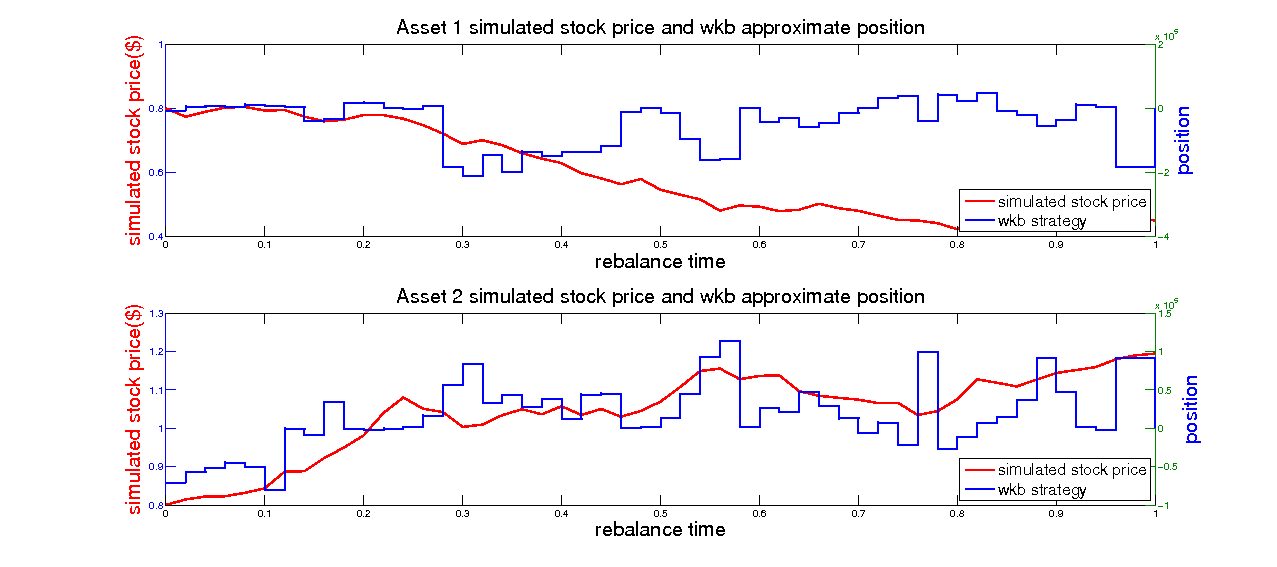 Asset 1 simulated stock price and wkb approximate position
x 10^5
simulated stock price($)
1
0.8
0.6
0.4
2
0
-2
-4
position
simulated stock price
wkb strategy
0 0.1 0.2 0.3 0.4 0.5 0.6 0.7 0.8 0.9 1
rebalance time
Asset 2 simulated stock price and wkb approximate position
simulated stock price($)
1.3
1.2
1.1
1
0.9
0.8
1.5
1
0.5
0
-0.5
-1
position
simulated stock price
wkb strategy
0 0.1 0.2 0.3 0.4 0.5 0.6 0.7 0.8 0.9 1
rebalance time